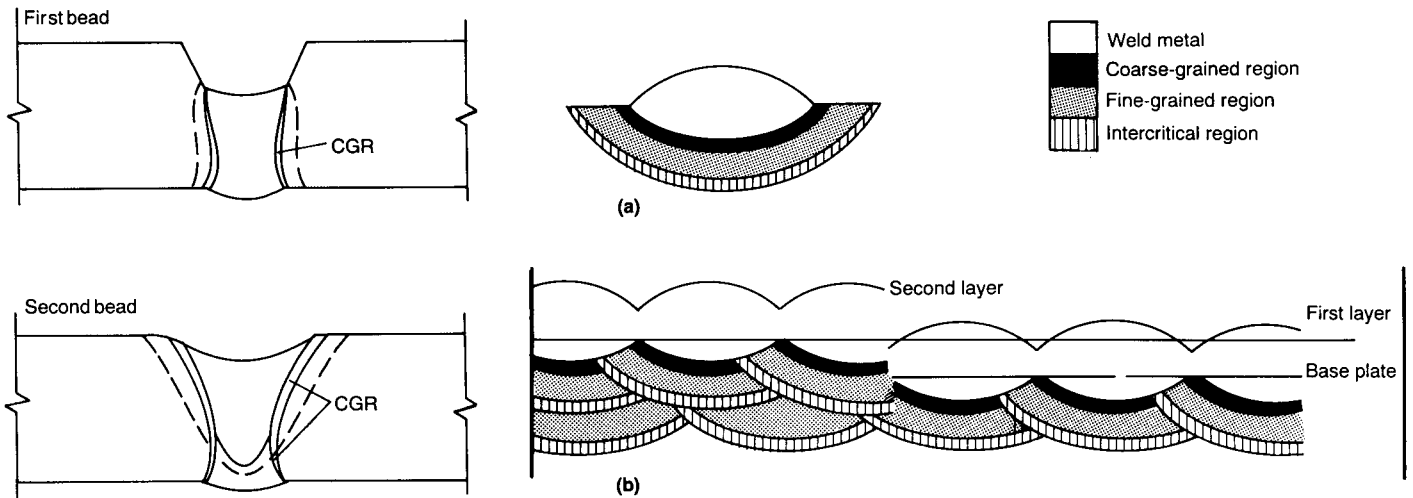 First bead
CGR
Weld metal
Coarse-grained region
Fine-grained region
Intercritical region
(a)
Second bead
CGR
Second layer
First layer
Base plate
(b)